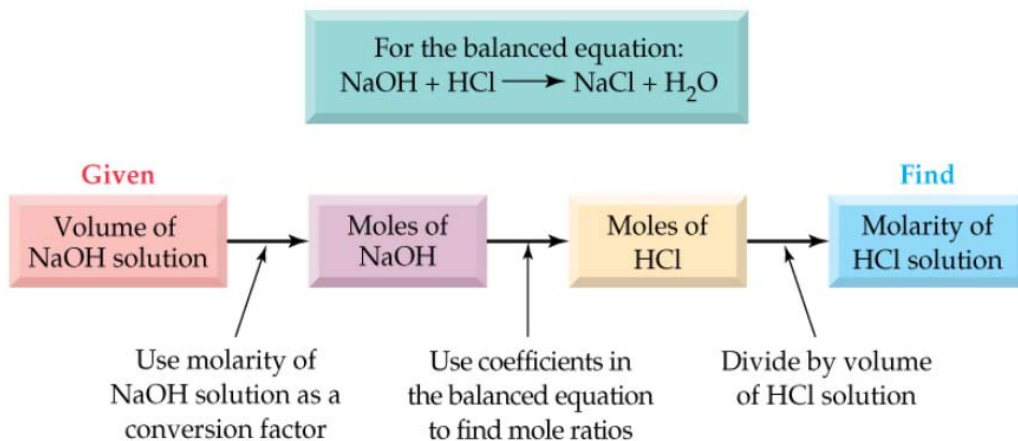 For the balanced equation:
NaOH + HCl ⟶ NaCl + H₂O
Given
Find
Volume of
NaOH solution
Moles of
NaOH
Moles of
HCl
Molarity of
HCl solution
Use molarity of
NaOH solution as a
conversion factor
Use coefficients in
the balanced equation
to find mole ratios
Divide by volume
of HCl solution